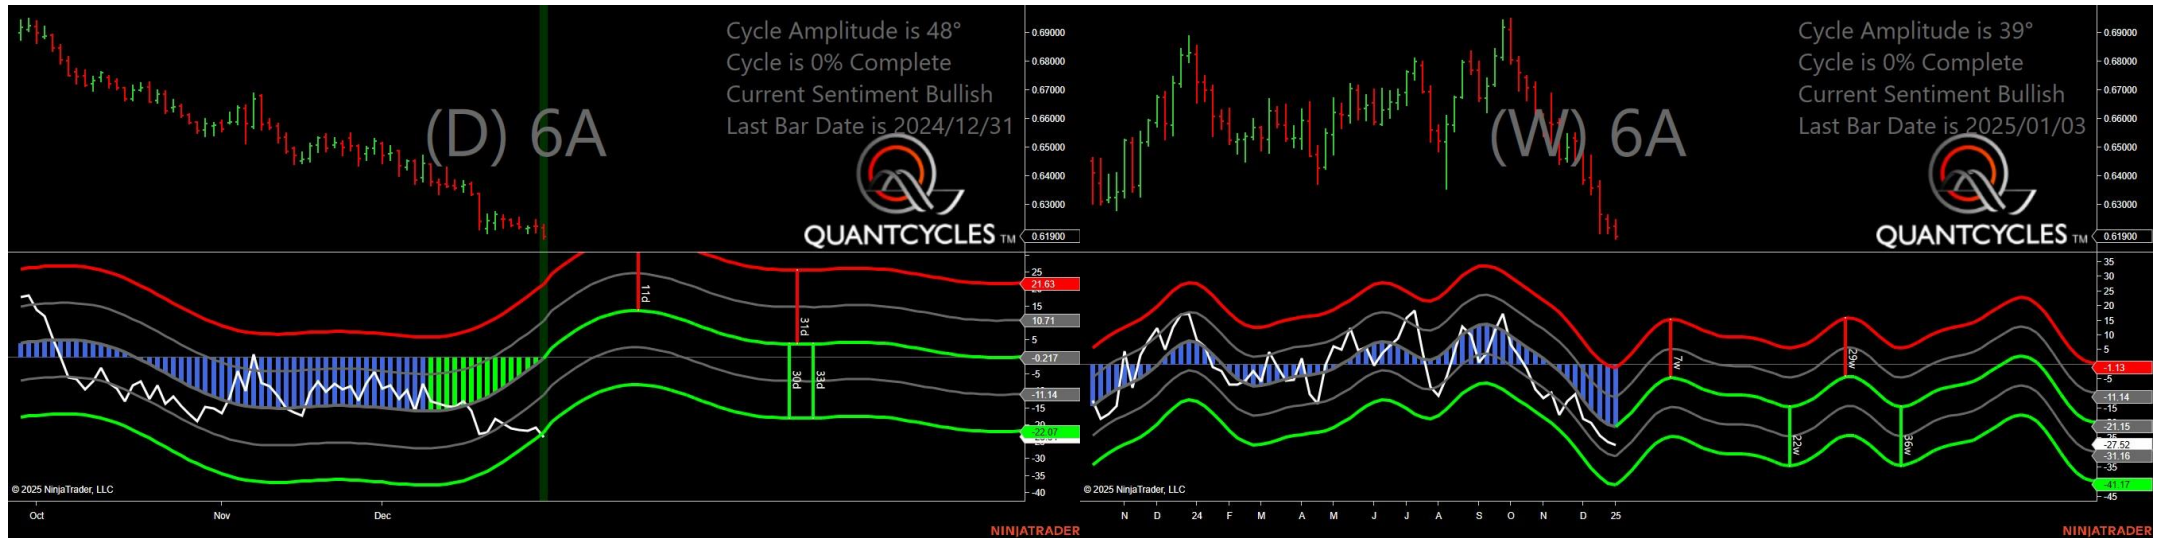 Cycle Amplitude is 48°
Cycle is 0% Complete
Current Sentiment Bullish
Last Bar Date is 2024/12/31
(D) 6A
QUANTCYCLES TM
0.69000
0.68000
0.67000
0.66000
0.65000
0.64000
0.63000
0.61900
11d
31d
30d
33d
25
21.63
15
10.71
5
-0.217
-5
-11.14
-15
-22.07
-30
-35
-40
© 2025 NinjaTrader, LLC
Oct Nov Dec
NINJATRADER
Cycle Amplitude is 39°
Cycle is 0% Complete
Current Sentiment Bullish
Last Bar Date is 2025/01/03
(W) 6A
QUANTCYCLES TM
0.69000
0.68000
0.67000
0.66000
0.65000
0.64000
0.63000
0.61900
7w
29w
22w
36w
35
30
25
20
15
10
5
-1.13
-5
-11.14
-15
-21.15
-27.52
-31.16
-35
-41.17
-45
© 2025 NinjaTrader, LLC
N D 24 F M A M J J A S O N D 25
NINJATRADER